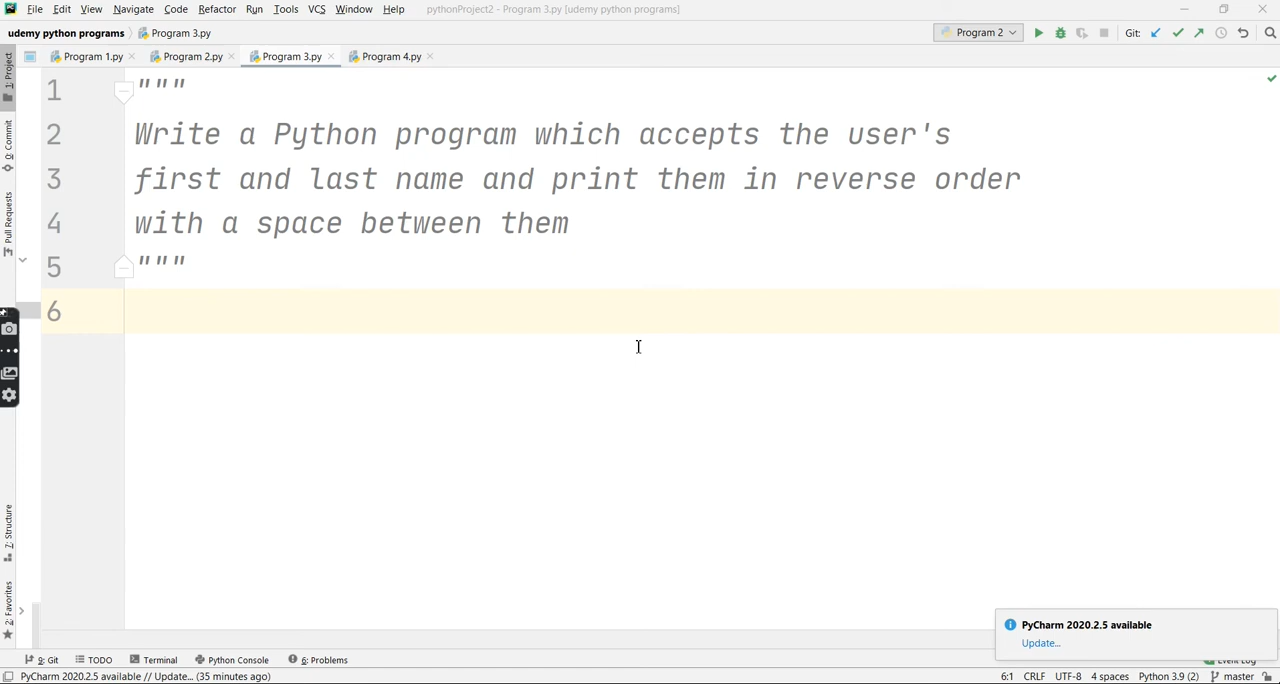 File Edit View Navigate Code Refactor Run Tools VCS Window Help pythonProject2 - Program 3.py [udemy python programs]
udemy python programs Program 3.py Program 2 Git:
Program 1.py Program 2.py Program 3.py Program 4.py
1: Project
0: Commit
Pull Requests
Z: Structure
2: Favorites
1 """
2 Write a Python program which accepts the user's
3 first and last name and print them in reverse order
4 with a space between them
5 """
6
PyCharm 2020.2.5 available
Update...
9: Git TODO Terminal Python Console 6: Problems Event Log
PyCharm 2020.2.5 available // Update... (35 minutes ago) 6:1 CRLF UTF-8 4 spaces Python 3.9 (2) master